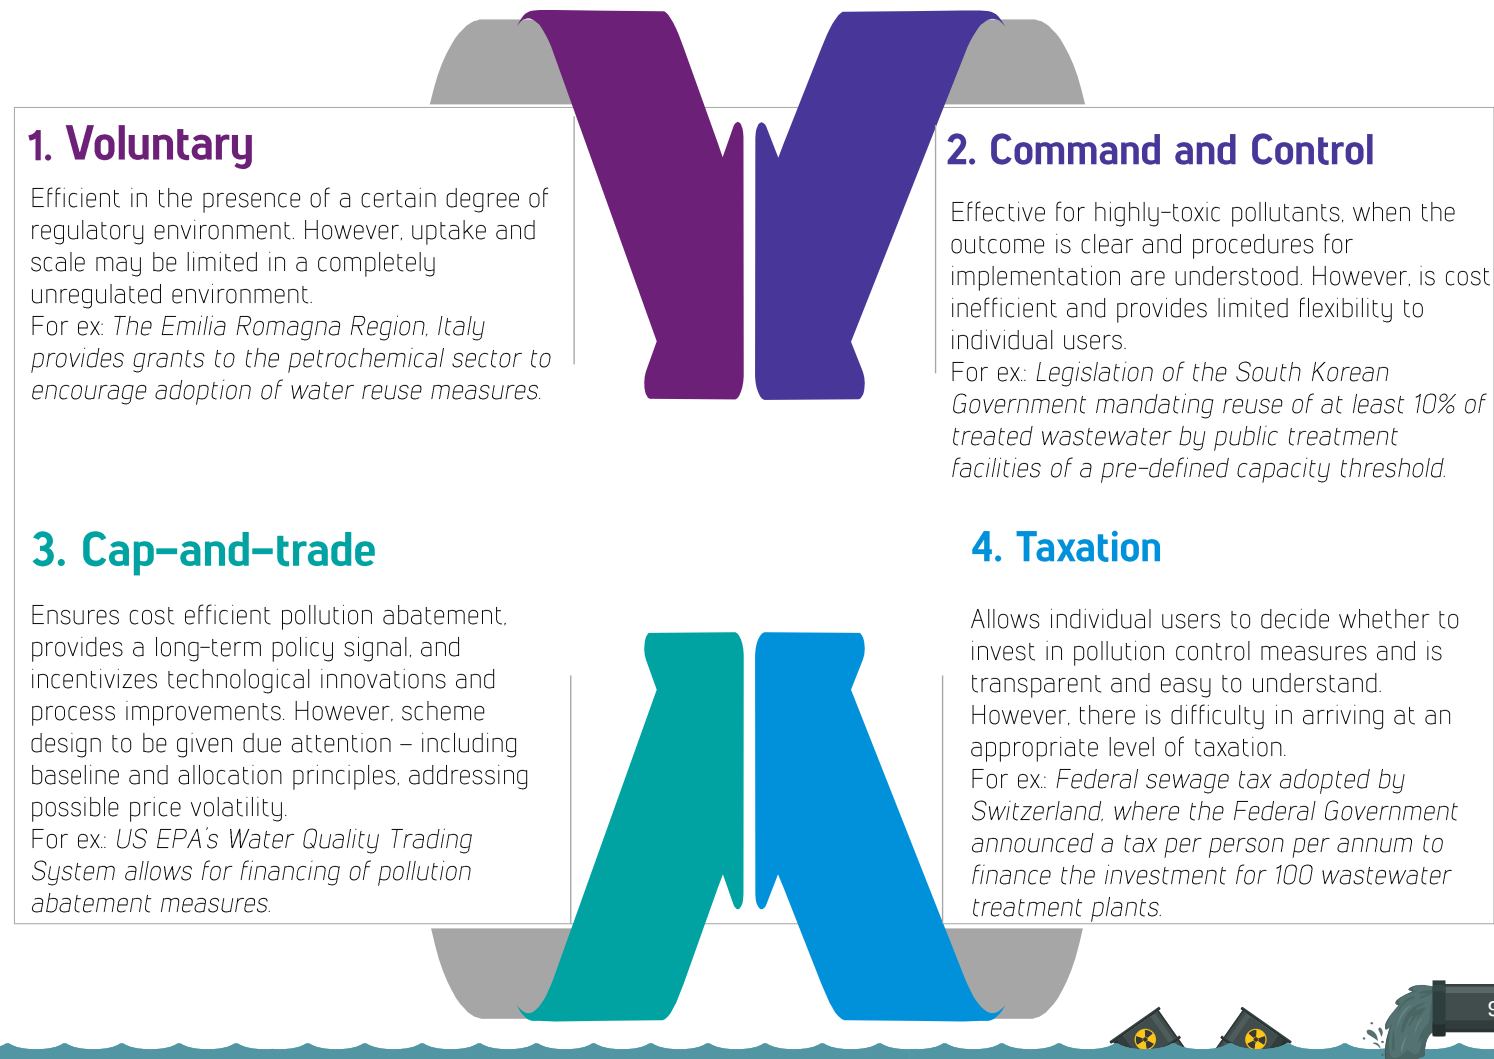 1. Voluntary
Efficient in the presence of a certain degree of
regulatory environment. However, uptake and
scale may be limited in a completely
unregulated environment.
For ex: The Emilia Romagna Region, Italy
provides grants to the petrochemical sector to
encourage adoption of water reuse measures.
2. Command and Control
Effective for highly-toxic pollutants, when the
outcome is clear and procedures for
implementation are understood. However, is cost
inefficient and provides limited flexibility to
individual users.
For ex.: Legislation of the South Korean
Government mandating reuse of at least 10% of
treated wastewater by public treatment
facilities of a pre-defined capacity threshold.
3. Cap-and-trade
Ensures cost efficient pollution abatement,
provides a long-term policy signal, and
incentivizes technological innovations and
process improvements. However, scheme
design to be given due attention – including
baseline and allocation principles, addressing
possible price volatility.
For ex.: US EPA's Water Quality Trading
System allows for financing of pollution
abatement measures.
4. Taxation
Allows individual users to decide whether to
invest in pollution control measures and is
transparent and easy to understand.
However, there is difficulty in arriving at an
appropriate level of taxation.
For ex.: Federal sewage tax adopted by
Switzerland, where the Federal Government
announced a tax per person per annum to
finance the investment for 100 wastewater
treatment plants.